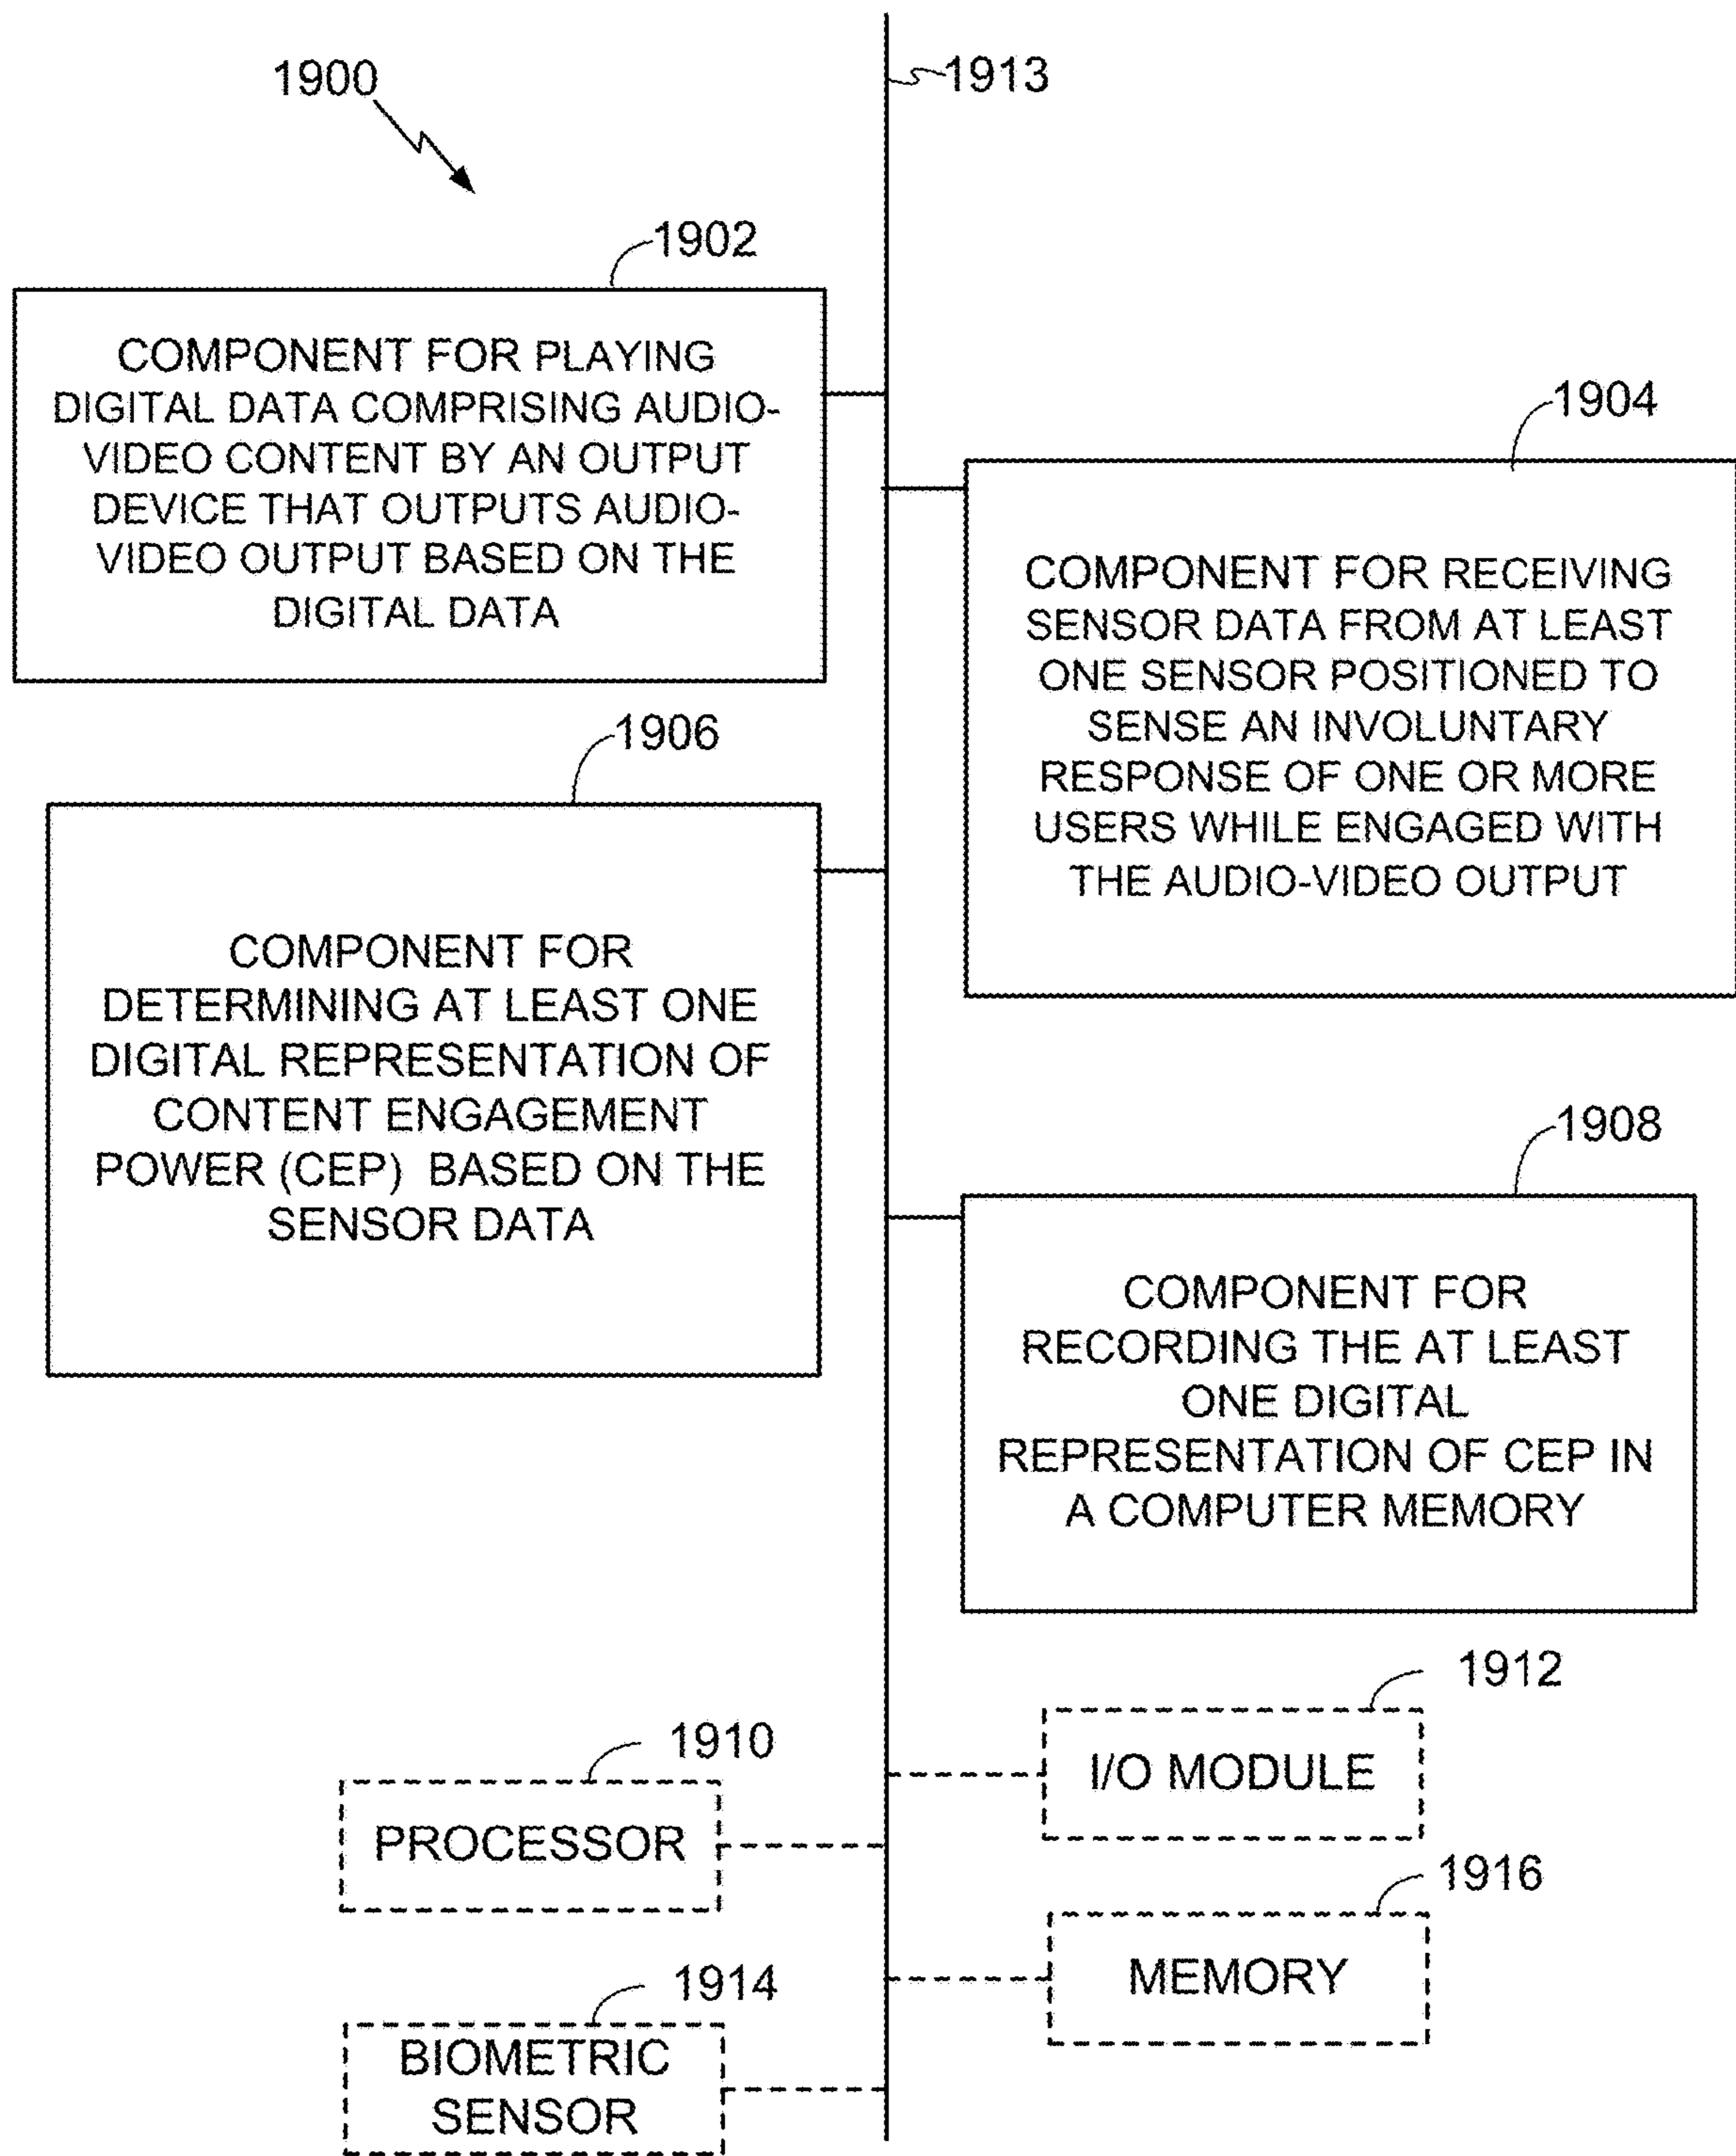 1900
1913
1902
COMPONENT FOR PLAYING
DIGITAL DATA COMPRISING AUDIO-
VIDEO CONTENT BY AN OUTPUT
DEVICE THAT OUTPUTS AUDIO-
VIDEO OUTPUT BASED ON THE
DIGITAL DATA
1904
COMPONENT FOR RECEIVING
SENSOR DATA FROM AT LEAST
ONE SENSOR POSITIONED TO
SENSE AN INVOLUNTARY
RESPONSE OF ONE OR MORE
USERS WHILE ENGAGED WITH
THE AUDIO-VIDEO OUTPUT
1906
COMPONENT FOR
DETERMINING AT LEAST ONE
DIGITAL REPRESENTATION OF
CONTENT ENGAGEMENT
POWER (CEP) BASED ON THE
SENSOR DATA
1908
COMPONENT FOR
RECORDING THE AT LEAST
ONE DIGITAL
REPRESENTATION OF CEP IN
A COMPUTER MEMORY
1912
I/O MODULE
1910
PROCESSOR
1916
MEMORY
1914
BIOMETRIC
SENSOR